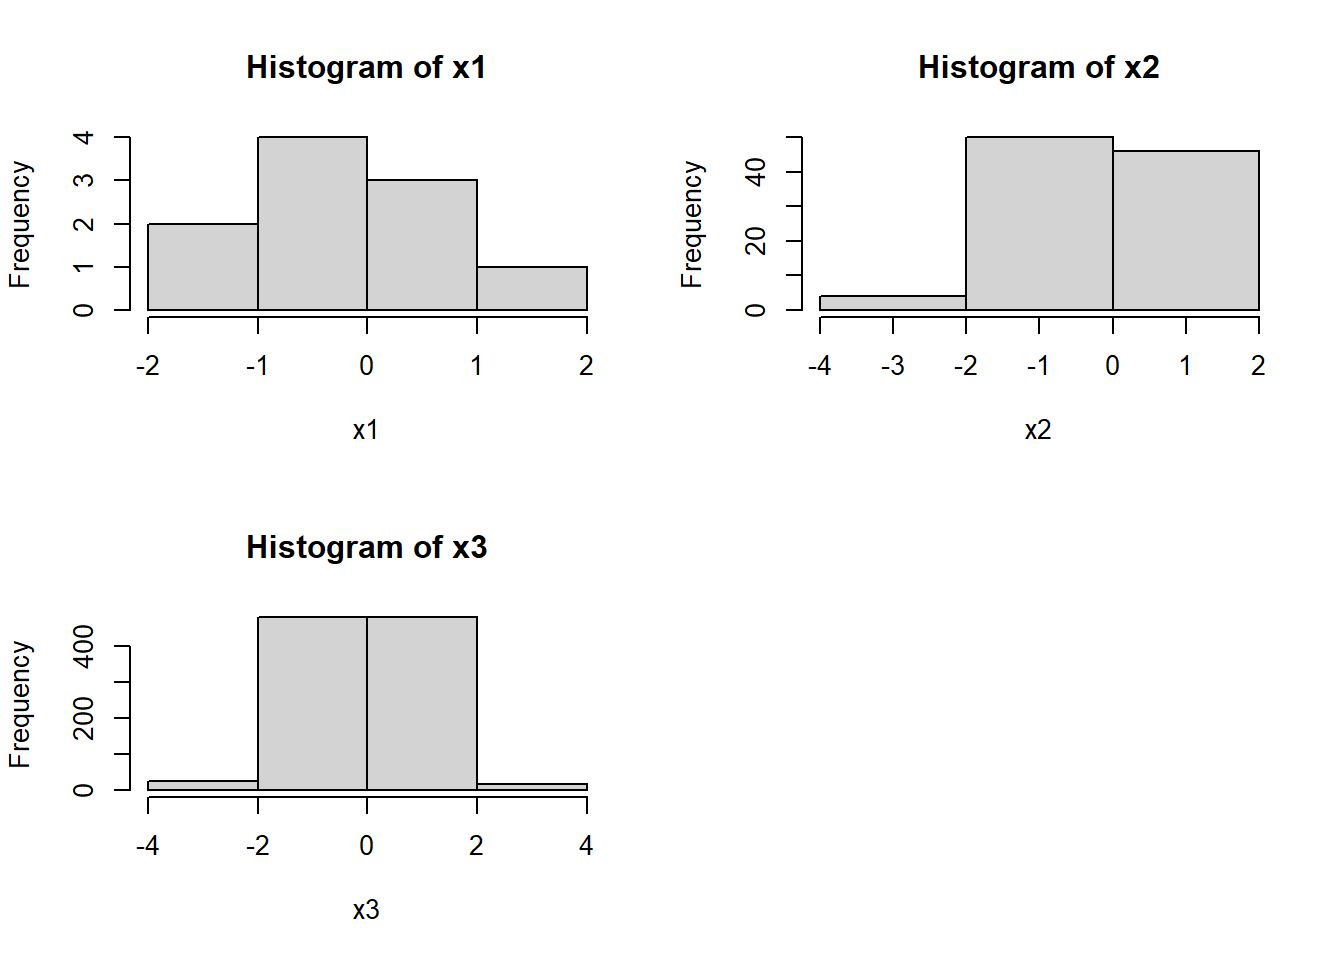 Histogram of x1
Frequency
4
3
2
1
0
-2 -1 0 1 2
x1
Histogram of x2
Frequency
40
20
0
-4 -3 -2 -1 0 1 2
x2
Histogram of x3
Frequency
400
200
0
-4 -2 0 2 4
x3